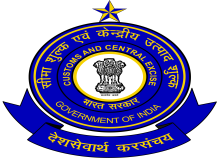 सीमा शुल्क एवं केन्द्रीय उत्पाद शुल्क
CUSTOMS AND CENTRAL EXCISE
भारत सरकार
GOVERNMENT OF INDIA
देशसेवार्थ करसंचय